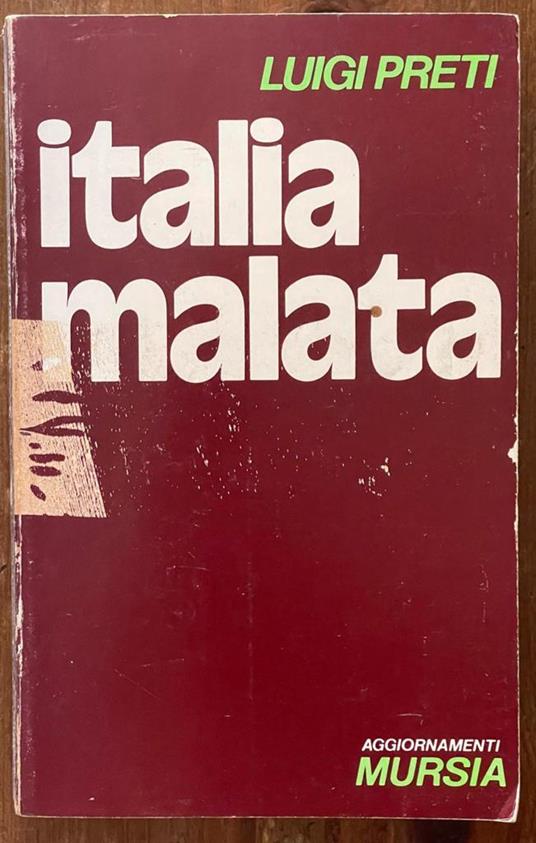 LUIGI PRETI
italia
malata
AGGIORNAMENTI
MURSIA